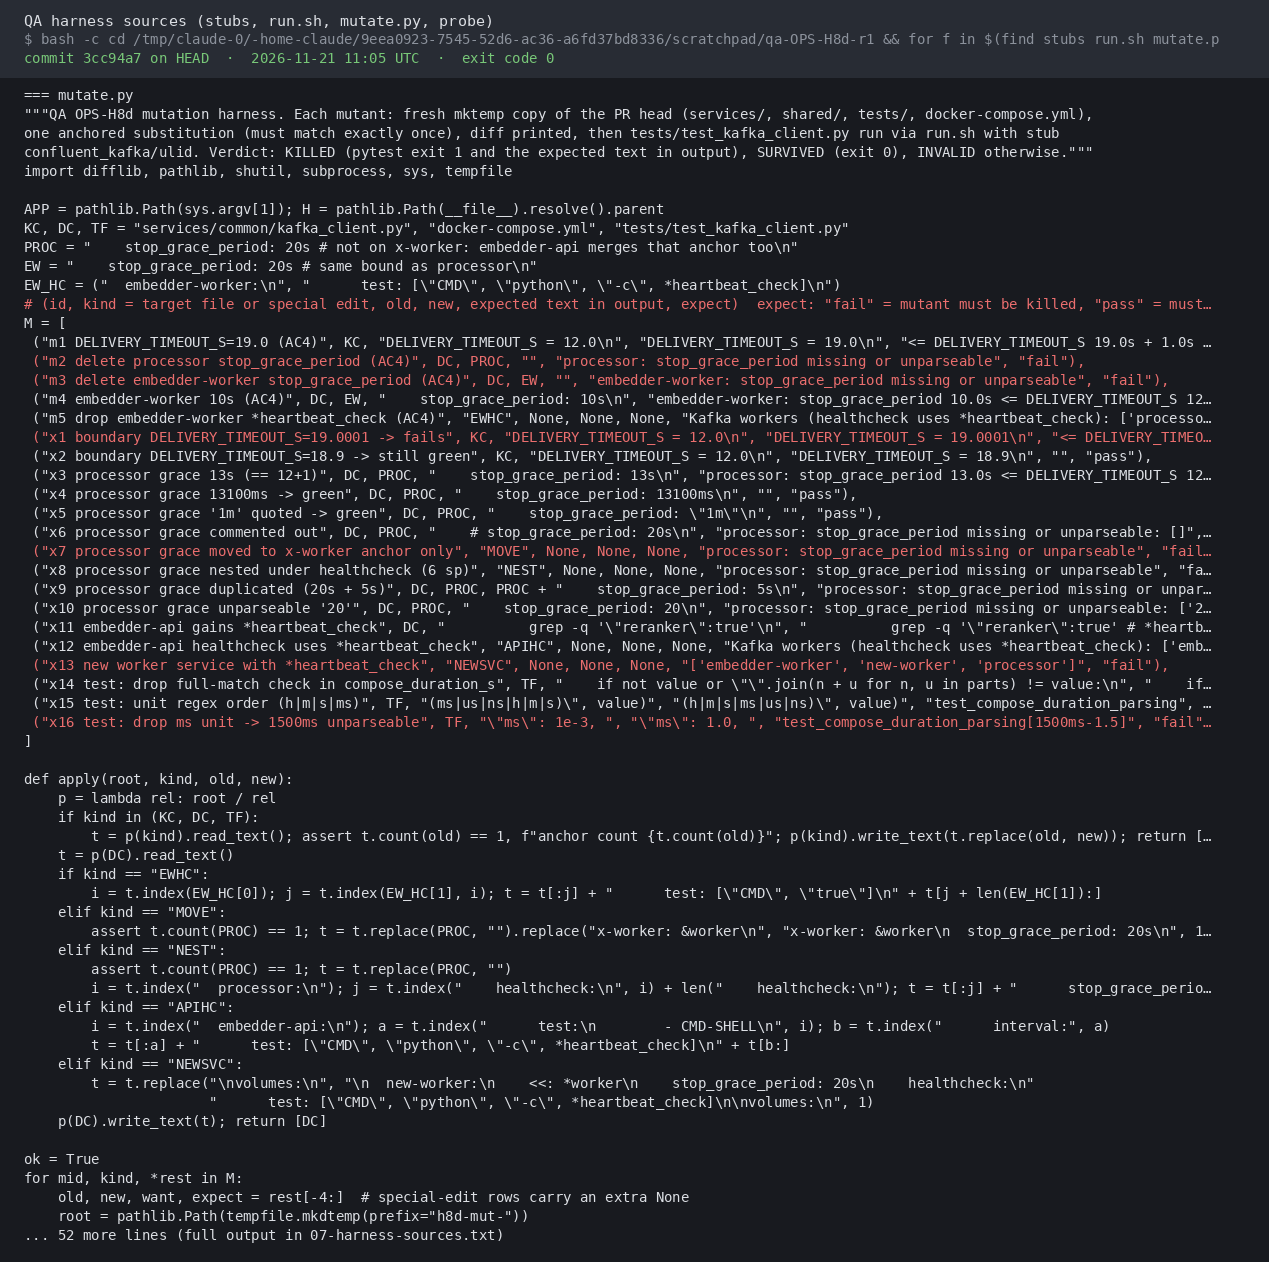 QA harness sources (stubs, run.sh, mutate.py, probe)
$ bash -c cd /tmp/claude-0/-home-claude/9eea0923-7545-52d6-ac36-a6fd37bd8336/scratchpad/qa-OPS-H8d-r1 && for f in $(find stubs run.sh mutate.p
commit 3cc94a7 on HEAD  ·  2026-11-21 11:05 UTC  ·  exit code 0
=== mutate.py
"""QA OPS-H8d mutation harness. Each mutant: fresh mktemp copy of the PR head (services/, shared/, tests/, docker-compose.yml),
one anchored substitution (must match exactly once), diff printed, then tests/test_kafka_client.py run via run.sh with stub
confluent_kafka/ulid. Verdict: KILLED (pytest exit 1 and the expected text in output), SURVIVED (exit 0), INVALID otherwise."""
import difflib, pathlib, shutil, subprocess, sys, tempfile

APP = pathlib.Path(sys.argv[1]); H = pathlib.Path(__file__).resolve().parent
KC, DC, TF = "services/common/kafka_client.py", "docker-compose.yml", "tests/test_kafka_client.py"
PROC = "    stop_grace_period: 20s # not on x-worker: embedder-api merges that anchor too\n"
EW = "    stop_grace_period: 20s # same bound as processor\n"
EW_HC = ("  embedder-worker:\n", "      test: [\"CMD\", \"python\", \"-c\", *heartbeat_check]\n")
# (id, kind = target file or special edit, old, new, expected text in output, expect)  expect: "fail" = mutant must be killed, "pass" = must…
M = [
 ("m1 DELIVERY_TIMEOUT_S=19.0 (AC4)", KC, "DELIVERY_TIMEOUT_S = 12.0\n", "DELIVERY_TIMEOUT_S = 19.0\n", "<= DELIVERY_TIMEOUT_S 19.0s + 1.0s …
 ("m2 delete processor stop_grace_period (AC4)", DC, PROC, "", "processor: stop_grace_period missing or unparseable", "fail"),
 ("m3 delete embedder-worker stop_grace_period (AC4)", DC, EW, "", "embedder-worker: stop_grace_period missing or unparseable", "fail"),
 ("m4 embedder-worker 10s (AC4)", DC, EW, "    stop_grace_period: 10s\n", "embedder-worker: stop_grace_period 10.0s <= DELIVERY_TIMEOUT_S 12…
 ("m5 drop embedder-worker *heartbeat_check (AC4)", "EWHC", None, None, None, "Kafka workers (healthcheck uses *heartbeat_check): ['processo…
 ("x1 boundary DELIVERY_TIMEOUT_S=19.0001 -> fails", KC, "DELIVERY_TIMEOUT_S = 12.0\n", "DELIVERY_TIMEOUT_S = 19.0001\n", "<= DELIVERY_TIMEO…
 ("x2 boundary DELIVERY_TIMEOUT_S=18.9 -> still green", KC, "DELIVERY_TIMEOUT_S = 12.0\n", "DELIVERY_TIMEOUT_S = 18.9\n", "", "pass"),
 ("x3 processor grace 13s (== 12+1)", DC, PROC, "    stop_grace_period: 13s\n", "processor: stop_grace_period 13.0s <= DELIVERY_TIMEOUT_S 12…
 ("x4 processor grace 13100ms -> green", DC, PROC, "    stop_grace_period: 13100ms\n", "", "pass"),
 ("x5 processor grace '1m' quoted -> green", DC, PROC, "    stop_grace_period: \"1m\"\n", "", "pass"),
 ("x6 processor grace commented out", DC, PROC, "    # stop_grace_period: 20s\n", "processor: stop_grace_period missing or unparseable: []",…
 ("x7 processor grace moved to x-worker anchor only", "MOVE", None, None, None, "processor: stop_grace_period missing or unparseable", "fail…
 ("x8 processor grace nested under healthcheck (6 sp)", "NEST", None, None, None, "processor: stop_grace_period missing or unparseable", "fa…
 ("x9 processor grace duplicated (20s + 5s)", DC, PROC, PROC + "    stop_grace_period: 5s\n", "processor: stop_grace_period missing or unpar…
 ("x10 processor grace unparseable '20'", DC, PROC, "    stop_grace_period: 20\n", "processor: stop_grace_period missing or unparseable: ['2…
 ("x11 embedder-api gains *heartbeat_check", DC, "          grep -q '\"reranker\":true'\n", "          grep -q '\"reranker\":true' # *heartb…
 ("x12 embedder-api healthcheck uses *heartbeat_check", "APIHC", None, None, None, "Kafka workers (healthcheck uses *heartbeat_check): ['emb…
 ("x13 new worker service with *heartbeat_check", "NEWSVC", None, None, None, "['embedder-worker', 'new-worker', 'processor']", "fail"),
 ("x14 test: drop full-match check in compose_duration_s", TF, "    if not value or \"\".join(n + u for n, u in parts) != value:\n", "    if…
 ("x15 test: unit regex order (h|m|s|ms)", TF, "(ms|us|ns|h|m|s)\", value)", "(h|m|s|ms|us|ns)\", value)", "test_compose_duration_parsing", …
 ("x16 test: drop ms unit -> 1500ms unparseable", TF, "\"ms\": 1e-3, ", "\"ms\": 1.0, ", "test_compose_duration_parsing[1500ms-1.5]", "fail"…
]

def apply(root, kind, old, new):
    p = lambda rel: root / rel
    if kind in (KC, DC, TF):
        t = p(kind).read_text(); assert t.count(old) == 1, f"anchor count {t.count(old)}"; p(kind).write_text(t.replace(old, new)); return […
    t = p(DC).read_text()
    if kind == "EWHC":
        i = t.index(EW_HC[0]); j = t.index(EW_HC[1], i); t = t[:j] + "      test: [\"CMD\", \"true\"]\n" + t[j + len(EW_HC[1]):]
    elif kind == "MOVE":
        assert t.count(PROC) == 1; t = t.replace(PROC, "").replace("x-worker: &worker\n", "x-worker: &worker\n  stop_grace_period: 20s\n", 1…
    elif kind == "NEST":
        assert t.count(PROC) == 1; t = t.replace(PROC, "")
        i = t.index("  processor:\n"); j = t.index("    healthcheck:\n", i) + len("    healthcheck:\n"); t = t[:j] + "      stop_grace_perio…
    elif kind == "APIHC":
        i = t.index("  embedder-api:\n"); a = t.index("      test:\n        - CMD-SHELL\n", i); b = t.index("      interval:", a)
        t = t[:a] + "      test: [\"CMD\", \"python\", \"-c\", *heartbeat_check]\n" + t[b:]
    elif kind == "NEWSVC":
        t = t.replace("\nvolumes:\n", "\n  new-worker:\n    <<: *worker\n    stop_grace_period: 20s\n    healthcheck:\n"
                      "      test: [\"CMD\", \"python\", \"-c\", *heartbeat_check]\n\nvolumes:\n", 1)
    p(DC).write_text(t); return [DC]

ok = True
for mid, kind, *rest in M:
    old, new, want, expect = rest[-4:]  # special-edit rows carry an extra None
    root = pathlib.Path(tempfile.mkdtemp(prefix="h8d-mut-"))
... 52 more lines (full output in 07-harness-sources.txt)